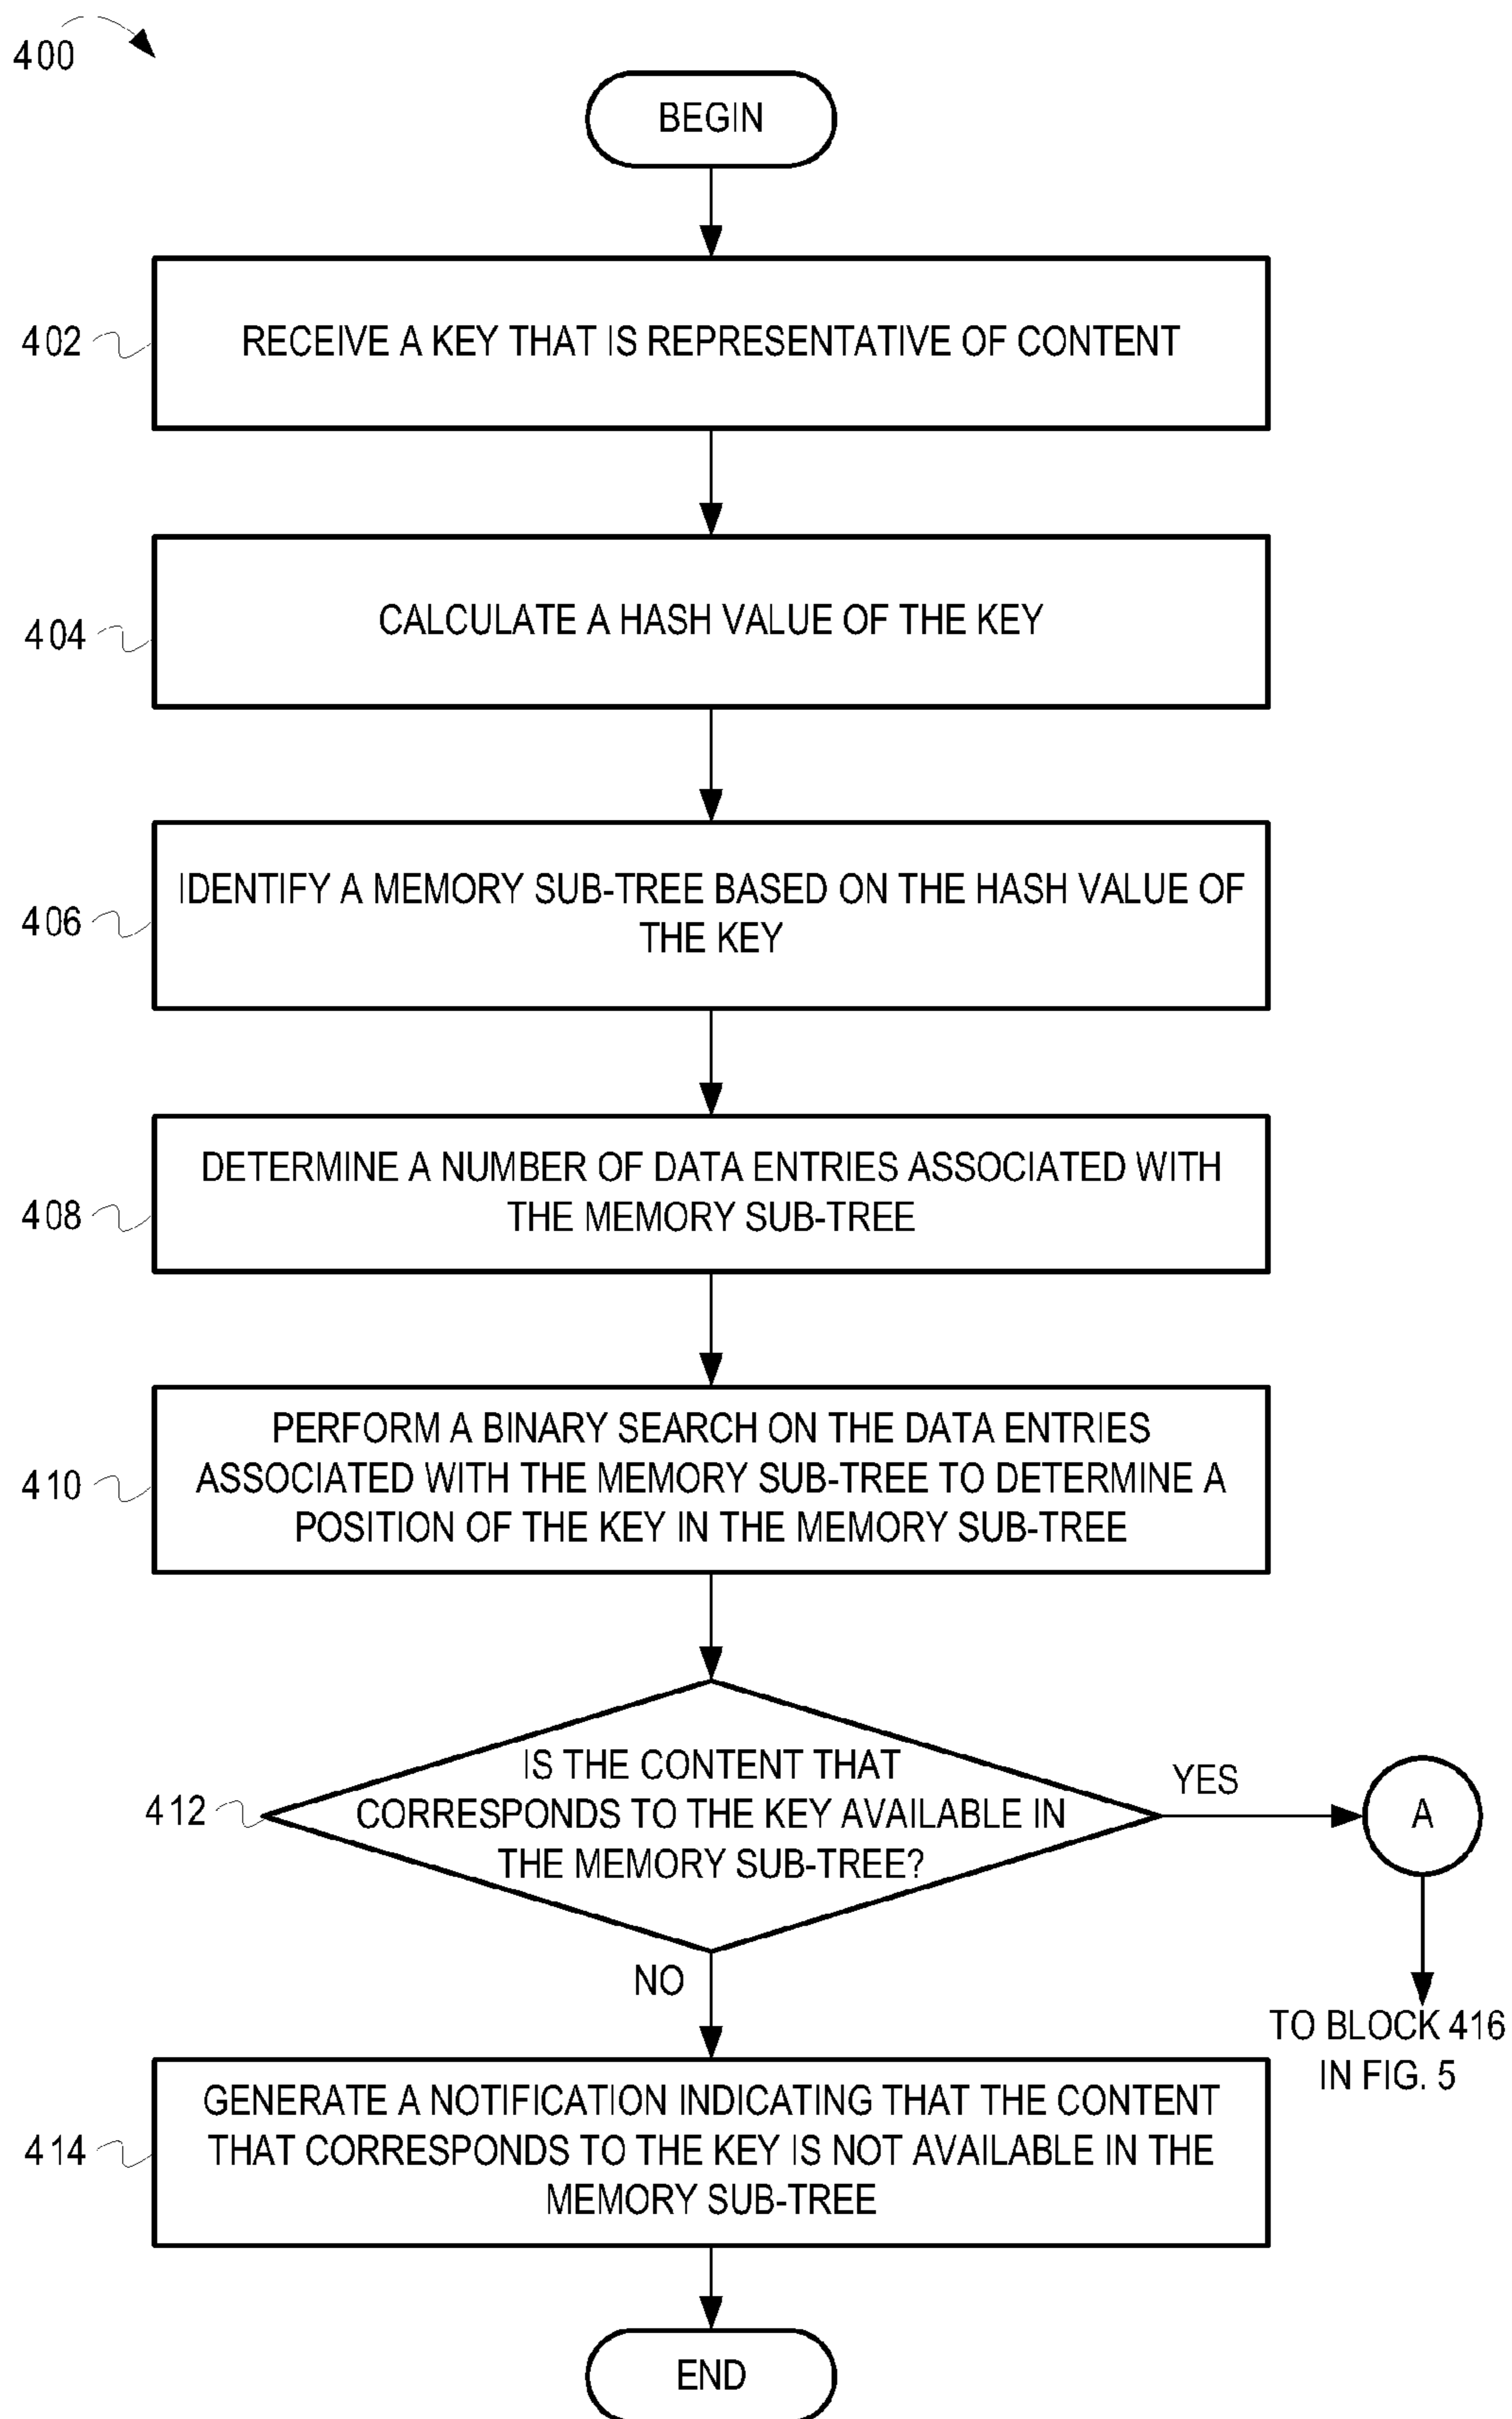 400
BEGIN
402
RECEIVE A KEY THAT IS REPRESENTATIVE OF CONTENT
404
CALCULATE A HASH VALUE OF THE KEY
406
IDENTIFY A MEMORY SUB-TREE BASED ON THE HASH VALUE OF
THE KEY
408
DETERMINE A NUMBER OF DATA ENTRIES ASSOCIATED WITH
THE MEMORY SUB-TREE
410
PERFORM A BINARY SEARCH ON THE DATA ENTRIES
ASSOCIATED WITH THE MEMORY SUB-TREE TO DETERMINE A
POSITION OF THE KEY IN THE MEMORY SUB-TREE
412
IS THE CONTENT THAT
CORRESPONDS TO THE KEY AVAILABLE IN
THE MEMORY SUB-TREE?
YES
A
TO BLOCK 416
IN FIG. 5
NO
414
GENERATE A NOTIFICATION INDICATING THAT THE CONTENT
THAT CORRESPONDS TO THE KEY IS NOT AVAILABLE IN THE
MEMORY SUB-TREE
END